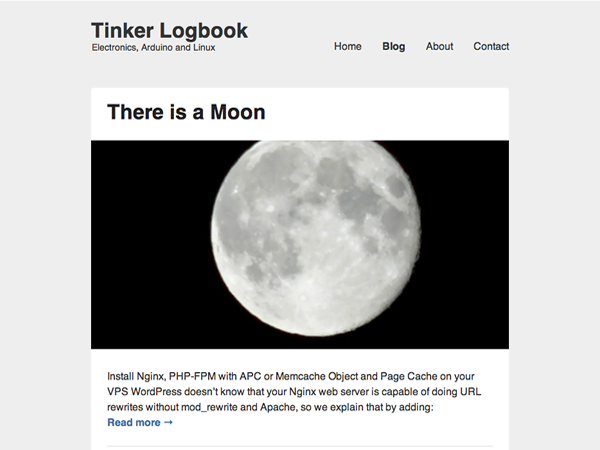 Tinker Logbook
Electronics, Arduino and Linux
Home Blog About Contact
There is a Moon
Install Nginx, PHP-FPM with APC or Memcache Object and Page Cache on your
VPS WordPress doesn't know that your Nginx web server is capable of doing URL
rewrites without mod_rewrite and Apache, so we explain that by adding:
Read more →